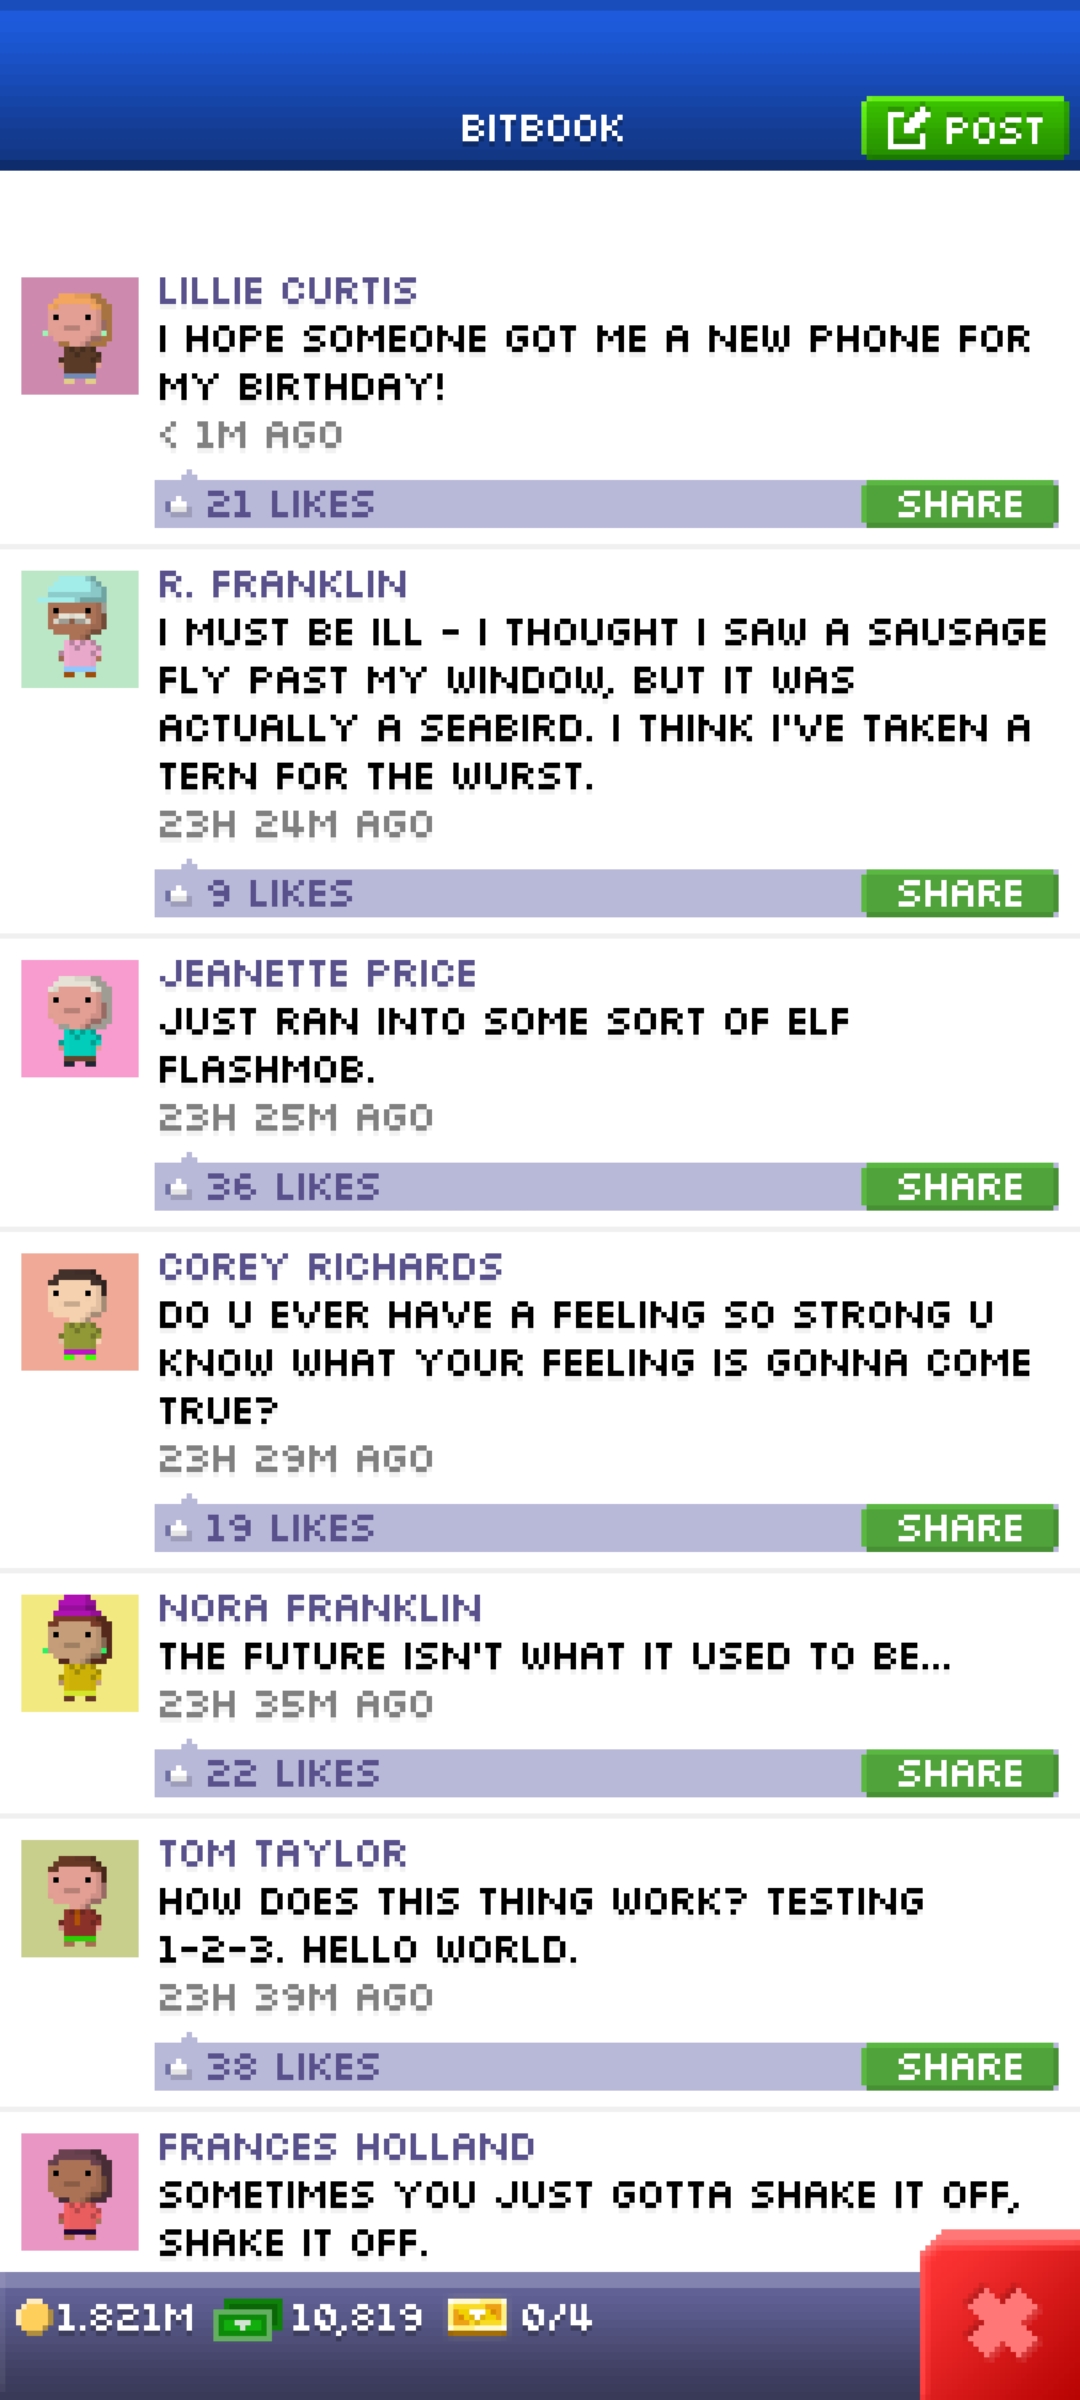 BITBOOK
POST
LILLIE CURTIS
I HOPE SOMEONE GOT ME A NEW PHONE FOR
MY BIRTHDAY!
< 1M AGO
21 LIKES
SHARE
R. FRANKLIN
I MUST BE ILL - I THOUGHT I SAW A SAUSAGE
FLY PAST MY WINDOW, BUT IT WAS
ACTUALLY A SEABIRD. I THINK I'VE TAKEN A
TERN FOR THE WURST.
23H 24M AGO
9 LIKES
SHARE
JEANETTE PRICE
JUST RAN INTO SOME SORT OF ELF
FLASHMOB.
23H 25M AGO
36 LIKES
SHARE
COREY RICHARDS
DO U EVER HAVE A FEELING SO STRONG U
KNOW WHAT YOUR FEELING IS GONNA COME
TRUE?
23H 29M AGO
19 LIKES
SHARE
NORA FRANKLIN
THE FUTURE ISN'T WHAT IT USED TO BE...
23H 35M AGO
22 LIKES
SHARE
TOM TAYLOR
HOW DOES THIS THING WORK? TESTING
1-2-3. HELLO WORLD.
23H 39M AGO
38 LIKES
SHARE
FRANCES HOLLAND
SOMETIMES YOU JUST GOTTA SHAKE IT OFF,
SHAKE IT OFF.
1.821M 10,819 0/4